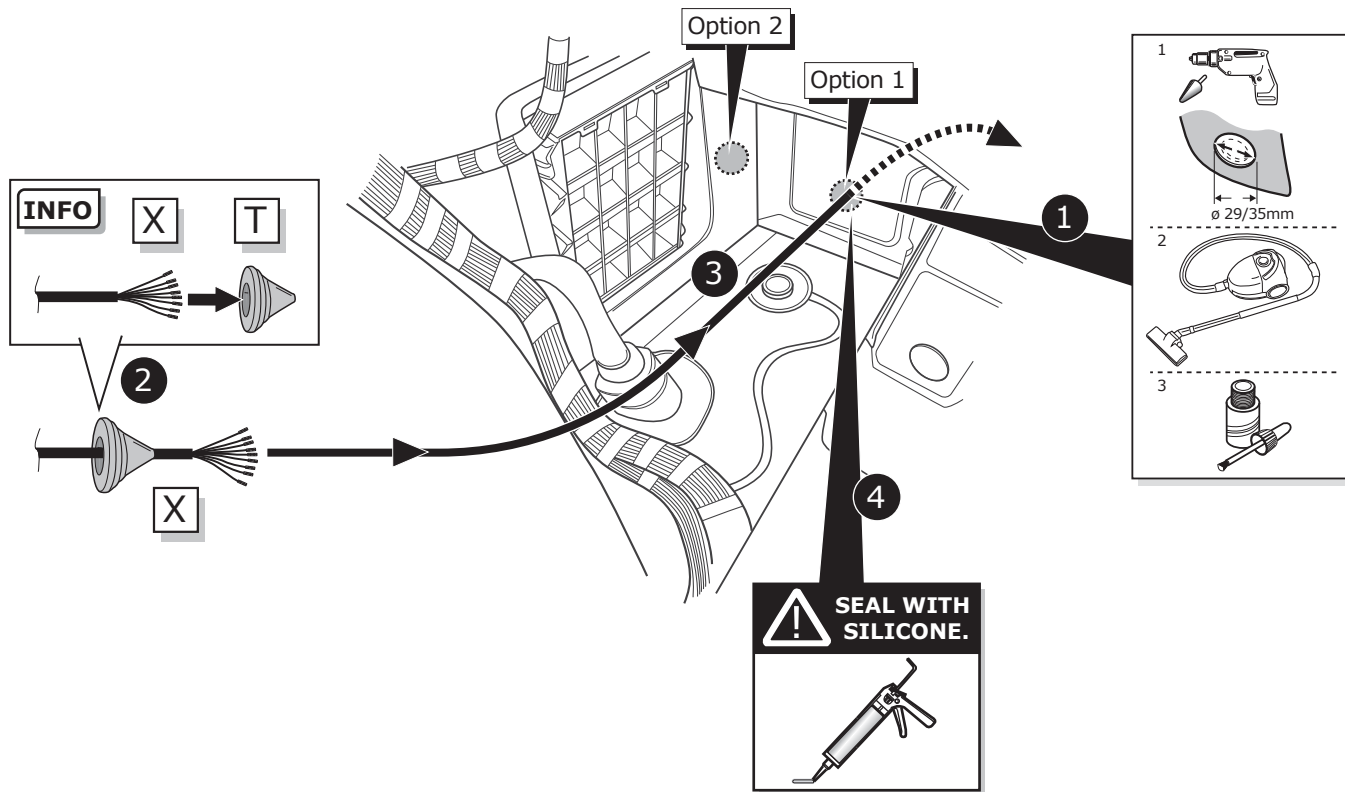 Option 2
Option 1
1
ø 29/35mm
2
3
INFO
X
T
1
3
2
X
4
SEAL WITH
SILICONE.